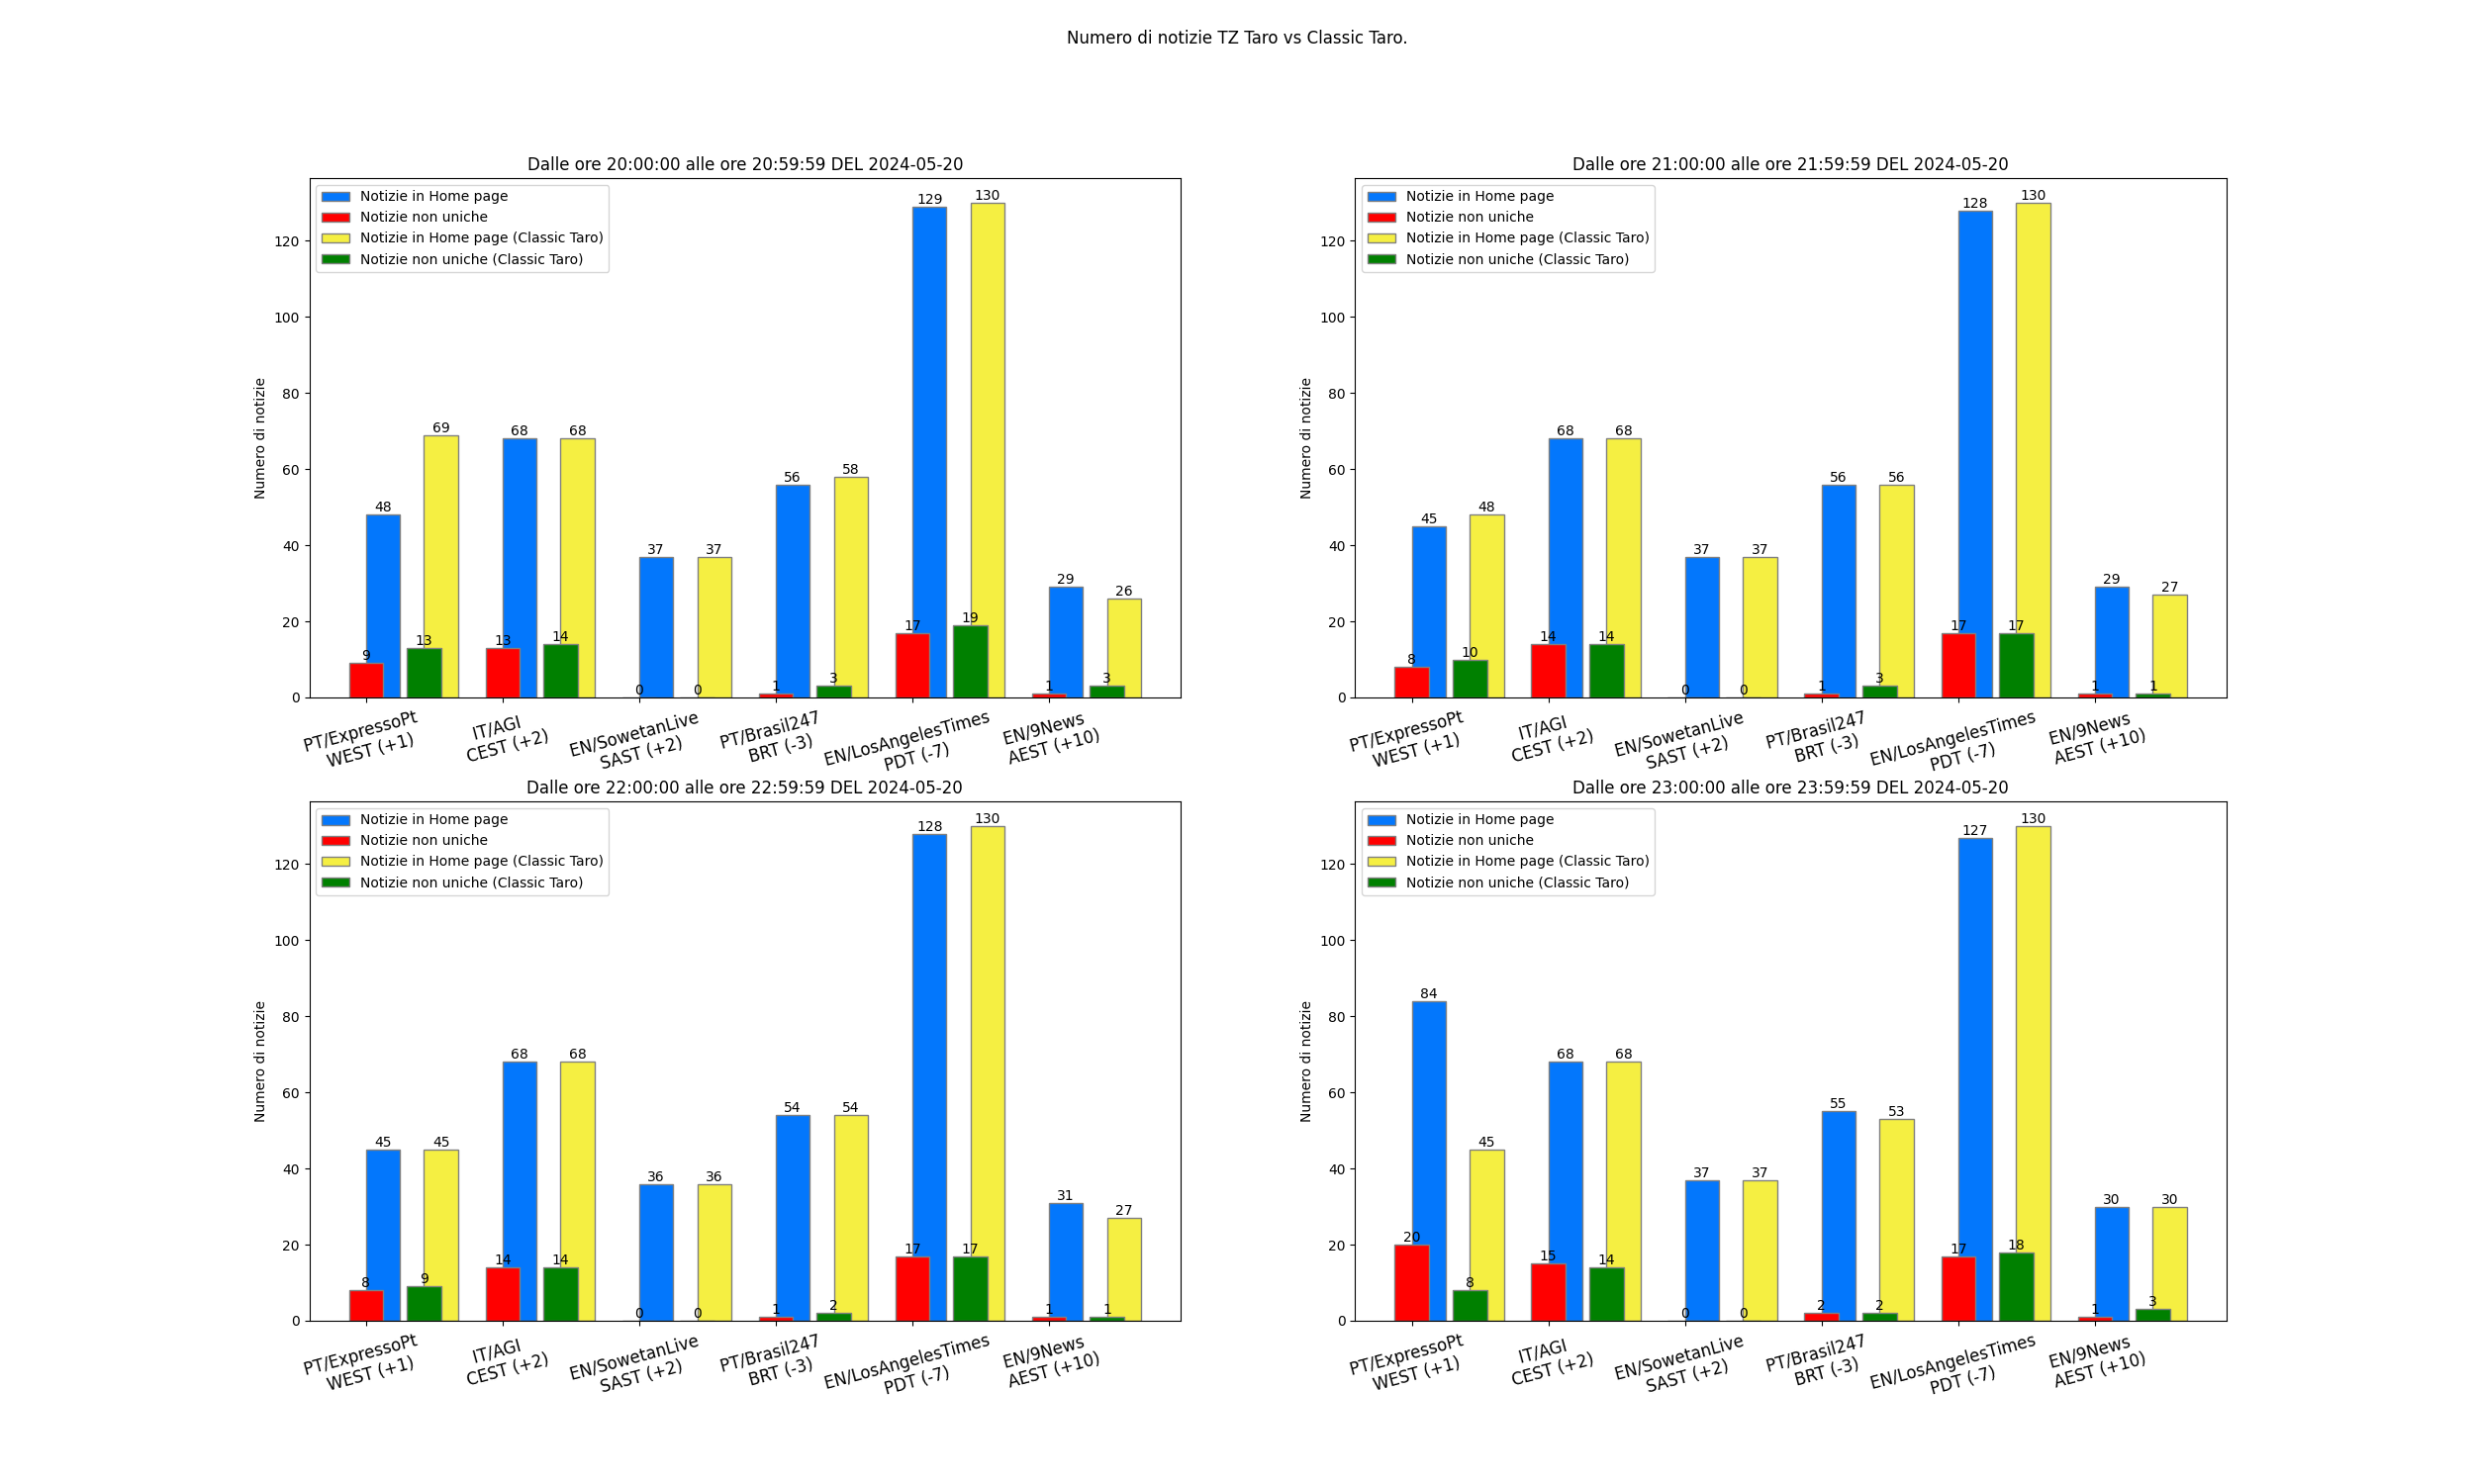 Numero di notizie TZ Taro vs Classic Taro.
Dalle ore 20:00:00 alle ore 20:59:59 DEL 2024-05-20
Notizie in Home page
Notizie non uniche
Notizie in Home page (Classic Taro)
Notizie non uniche (Classic Taro)
Numero di notizie
120
100
80
60
40
20
0
9
48
13
69
13
68
14
68
0
37
0
37
1
56
3
58
17
129
19
130
1
29
3
26
PT/ExpressoPt
WEST (+1)
IT/AGI
CEST (+2)
EN/SowetanLive
SAST (+2)
PT/Brasil247
BRT (-3)
EN/LosAngelesTimes
PDT (-7)
EN/9News
AEST (+10)
Dalle ore 21:00:00 alle ore 21:59:59 DEL 2024-05-20
Notizie in Home page
Notizie non uniche
Notizie in Home page (Classic Taro)
Notizie non uniche (Classic Taro)
Numero di notizie
120
100
80
60
40
20
0
8
45
10
48
14
68
14
68
0
37
0
37
1
56
3
56
17
128
17
130
1
29
1
27
PT/ExpressoPt
WEST (+1)
IT/AGI
CEST (+2)
EN/SowetanLive
SAST (+2)
PT/Brasil247
BRT (-3)
EN/LosAngelesTimes
PDT (-7)
EN/9News
AEST (+10)
Dalle ore 22:00:00 alle ore 22:59:59 DEL 2024-05-20
Notizie in Home page
Notizie non uniche
Notizie in Home page (Classic Taro)
Notizie non uniche (Classic Taro)
Numero di notizie
120
100
80
60
40
20
0
8
45
9
45
14
68
14
68
0
36
0
36
1
54
2
54
17
128
17
130
1
31
1
27
PT/ExpressoPt
WEST (+1)
IT/AGI
CEST (+2)
EN/SowetanLive
SAST (+2)
PT/Brasil247
BRT (-3)
EN/LosAngelesTimes
PDT (-7)
EN/9News
AEST (+10)
Dalle ore 23:00:00 alle ore 23:59:59 DEL 2024-05-20
Notizie in Home page
Notizie non uniche
Notizie in Home page (Classic Taro)
Notizie non uniche (Classic Taro)
Numero di notizie
120
100
80
60
40
20
0
20
84
8
45
15
68
14
68
0
37
0
37
2
55
2
53
17
127
18
130
1
30
3
30
PT/ExpressoPt
WEST (+1)
IT/AGI
CEST (+2)
EN/SowetanLive
SAST (+2)
PT/Brasil247
BRT (-3)
EN/LosAngelesTimes
PDT (-7)
EN/9News
AEST (+10)